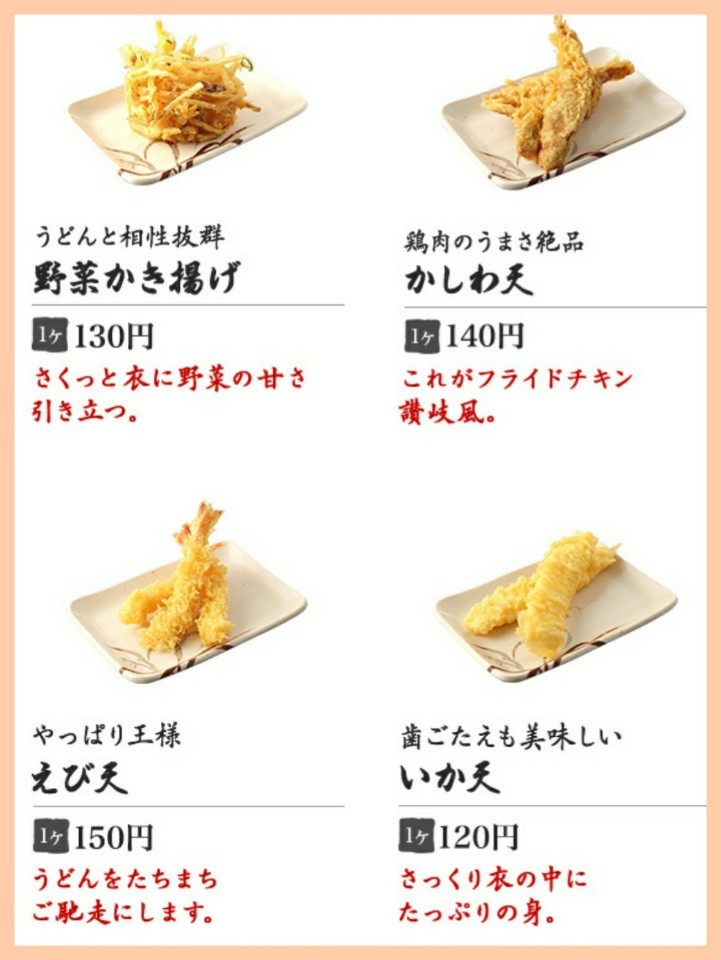 うどんと相性抜群
野菜かき揚げ
1ヶ 130円
さくっと衣に野菜の甘さ
引き立つ。
鶏肉のうまさ絶品
かしわ天
1ヶ 140円
これがフライドチキン
讃岐風。
やっぱり王様
えび天
1ヶ 150円
うどんをたちまち
ご馳走にします。
歯ごたえも美味しい
いか天
1ヶ 120円
さっくり衣の中に
たっぷりの身。